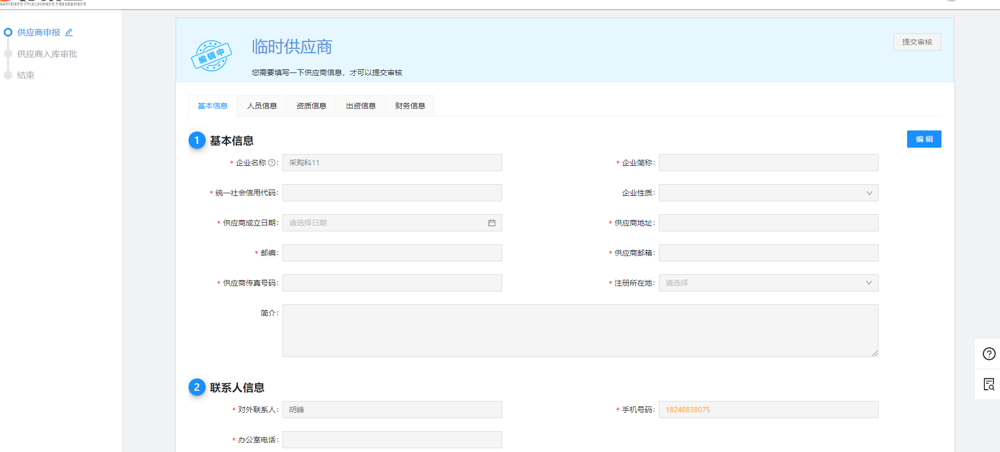 vernment Procurement Management
供应商申报
供应商入库审批
结束
编辑中
临时供应商
您需要填写一下供应商信息，才可以提交审核
提交审核
基本信息 人员信息 资质信息 出资信息 财务信息
1 基本信息 编 辑
* 企业名称 ? : 采购科11 * 企业简称:
* 统一社会信用代码: 企业性质:
* 供应商成立日期: 请选择日期 * 供应商地址:
* 邮编: * 供应商邮箱:
* 供应商传真号码: * 注册所在地: 请选择
简介:
2 联系人信息
* 对外联系人: 胡峰 * 手机号码: 18248838075
* 办公室电话: